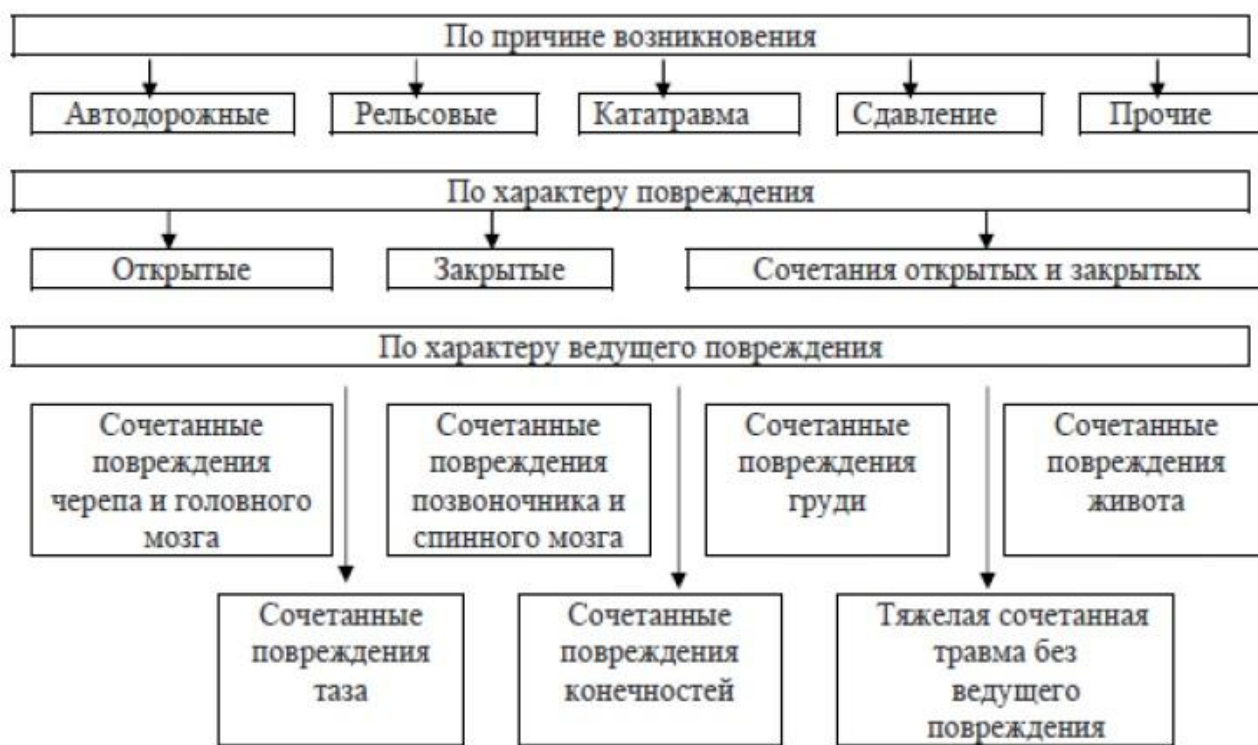 По причине возникновения
Автодорожные
Рельсовые
Кататравма
Сдавление
Прочие
По характеру повреждения
Открытые
Закрытые
Сочетания открытых и закрытых
По характеру ведущего повреждения
Сочетанные
повреждения
черепа и головного
мозга
Сочетанные
повреждения
позвоночника и
спинного мозга
Сочетанные
повреждения
груди
Сочетанные
повреждения
живота
Сочетанные
повреждения
таза
Сочетанные
повреждения
конечностей
Тяжелая сочетанная
травма без
ведущего
повреждения